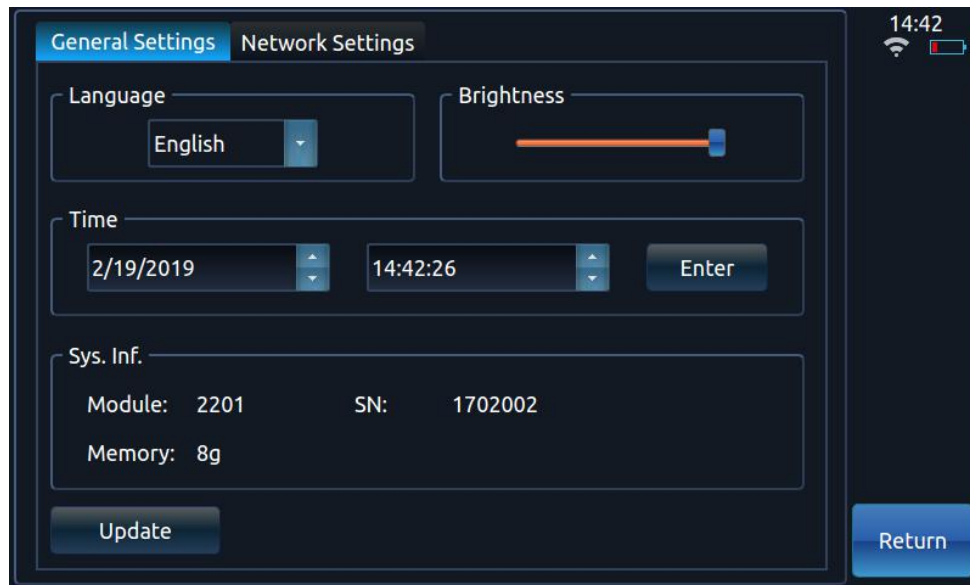 General Settings Network Settings
14:42
Language
Brightness
English
Time
2/19/2019 14:42:26 Enter
Sys. Inf.
Module: 2201 SN: 1702002
Memory: 8g
Update
Return